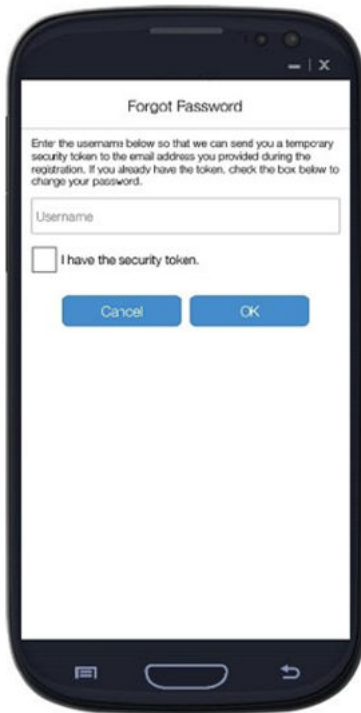 Forgot Password
Enter the username below so that we can send you a temporary
security token to the email address you provided during the
registration. If you already have the token, check the box below to
change your password.
Username
I have the security token.
Cancel OK